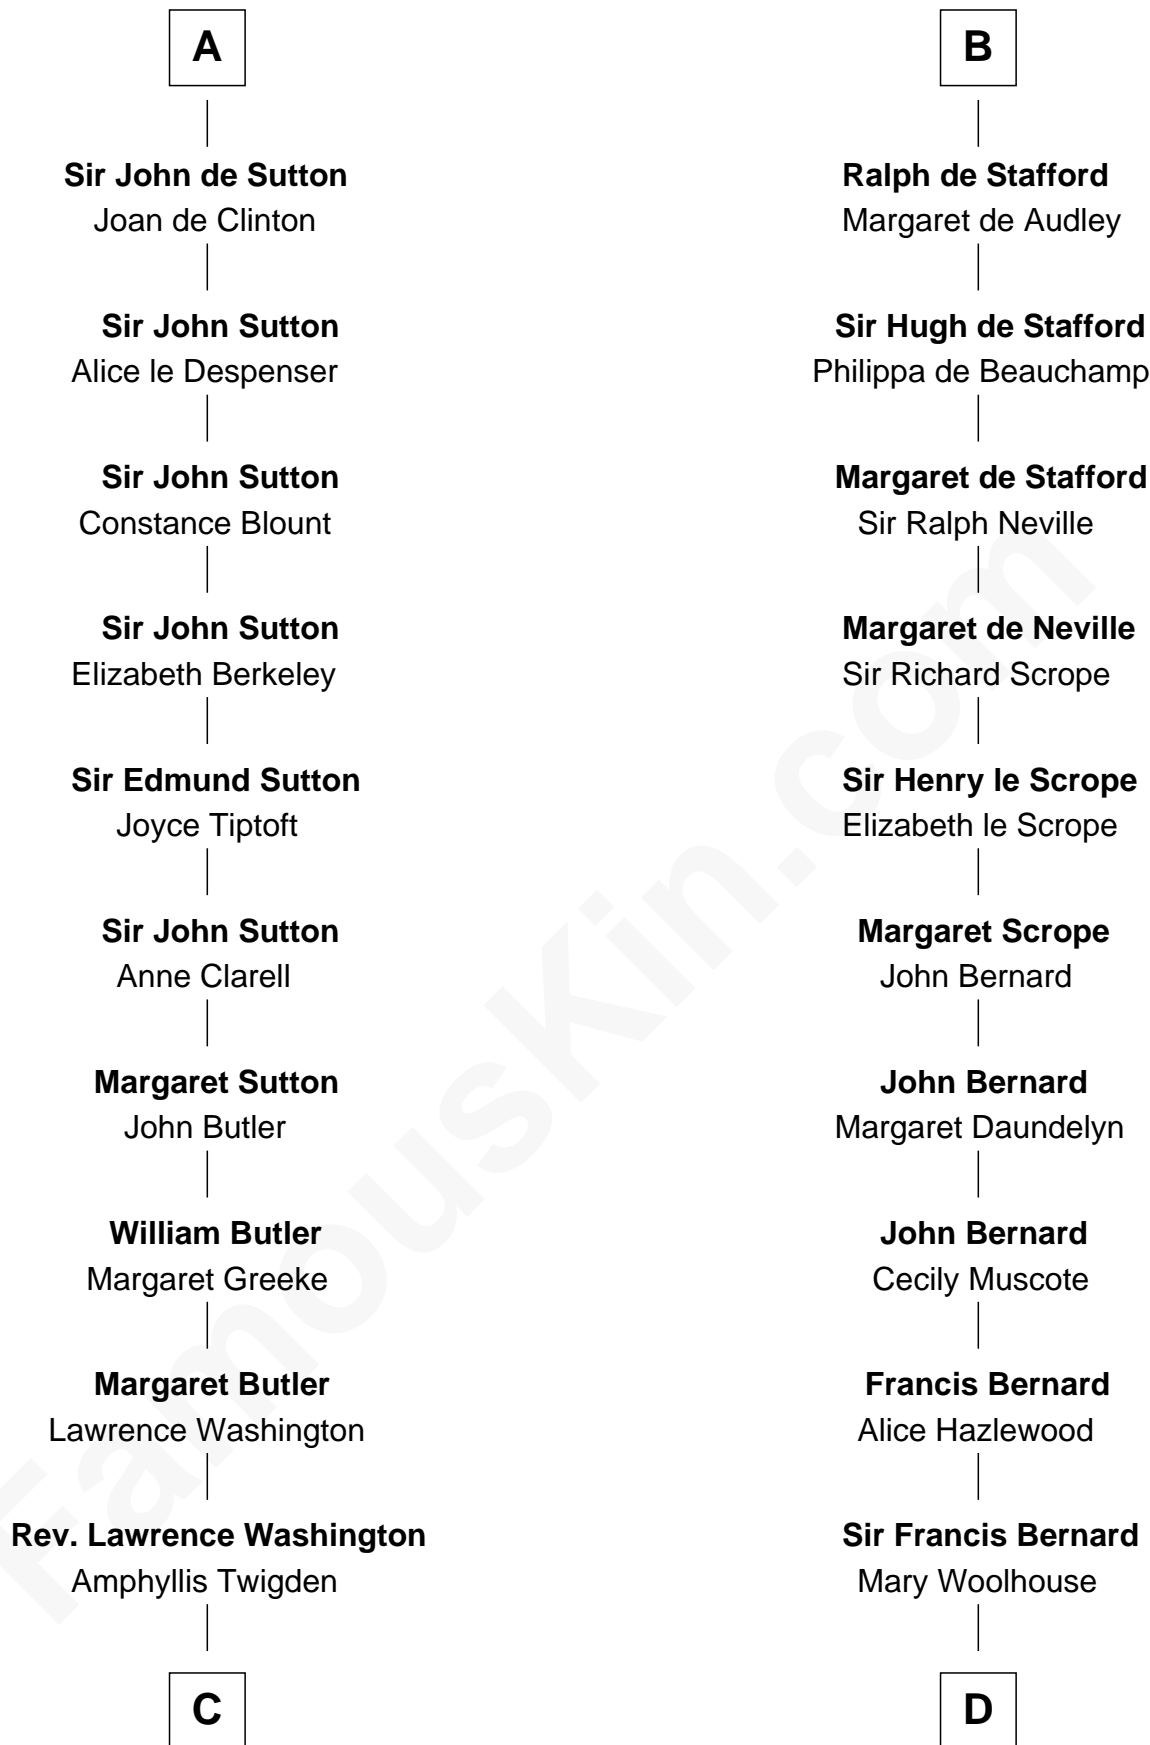 A
Sir John de Sutton
Joan de Clinton
Sir John Sutton
Alice le Despenser
Sir John Sutton
Constance Blount
Sir John Sutton
Elizabeth Berkeley
Sir Edmund Sutton
Joyce Tiptoft
Sir John Sutton
Anne Clarell
Margaret Sutton
John Butler
William Butler
Margaret Greeke
Margaret Butler
Lawrence Washington
Rev. Lawrence Washington
Amphyllis Twigden
C
B
Ralph de Stafford
Margaret de Audley
Sir Hugh de Stafford
Philippa de Beauchamp
Margaret de Stafford
Sir Ralph Neville
Margaret de Neville
Sir Richard Scrope
Sir Henry le Scrope
Elizabeth le Scrope
Margaret Scrope
John Bernard
John Bernard
Margaret Daundelyn
John Bernard
Cecily Muscote
Francis Bernard
Alice Hazlewood
Sir Francis Bernard
Mary Woolhouse
D
FamousKin.com